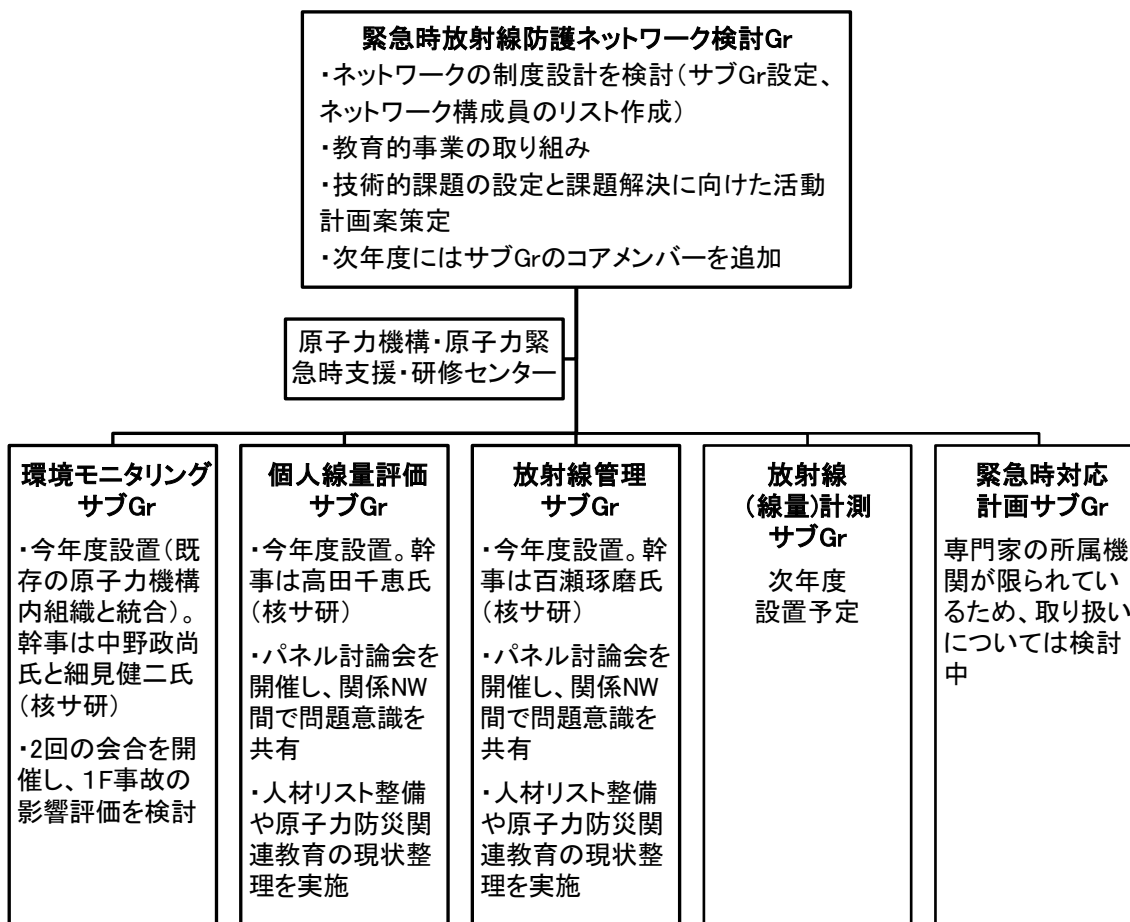 緊急時放射線防護ネットワーク検討Gr
・ネットワークの制度設計を検討（サブGr設定、
ネットワーク構成員のリスト作成）
・教育的事業の取り組み
・技術的課題の設定と課題解決に向けた活動
計画案策定
・次年度にはサブGrのコアメンバーを追加
原子力機構・原子力緊
急時支援・研修センター
環境モニタリング
サブGr
・今年度設置（既
存の原子力機構
内組織と統合）。
幹事は中野政尚
氏と細見健二氏
（核サ研）
・2回の会合を開
催し、1F事故の
影響評価を検討
個人線量評価
サブGr
・今年度設置。幹
事は高田千恵氏
（核サ研）
・パネル討論会を
開催し、関係NW
間で問題意識を
共有
・人材リスト整備
や原子力防災関
連教育の現状整
理を実施
放射線管理
サブGr
・今年度設置。幹
事は百瀬琢磨氏
（核サ研）
・パネル討論会を
開催し、関係NW
間で問題意識を
共有
・人材リスト整備
や原子力防災関
連教育の現状整
理を実施
放射線
（線量）計測
サブGr
次年度
設置予定
緊急時対応
計画サブGr
専門家の所属機
関が限られてい
るため、取り扱い
については検討
中